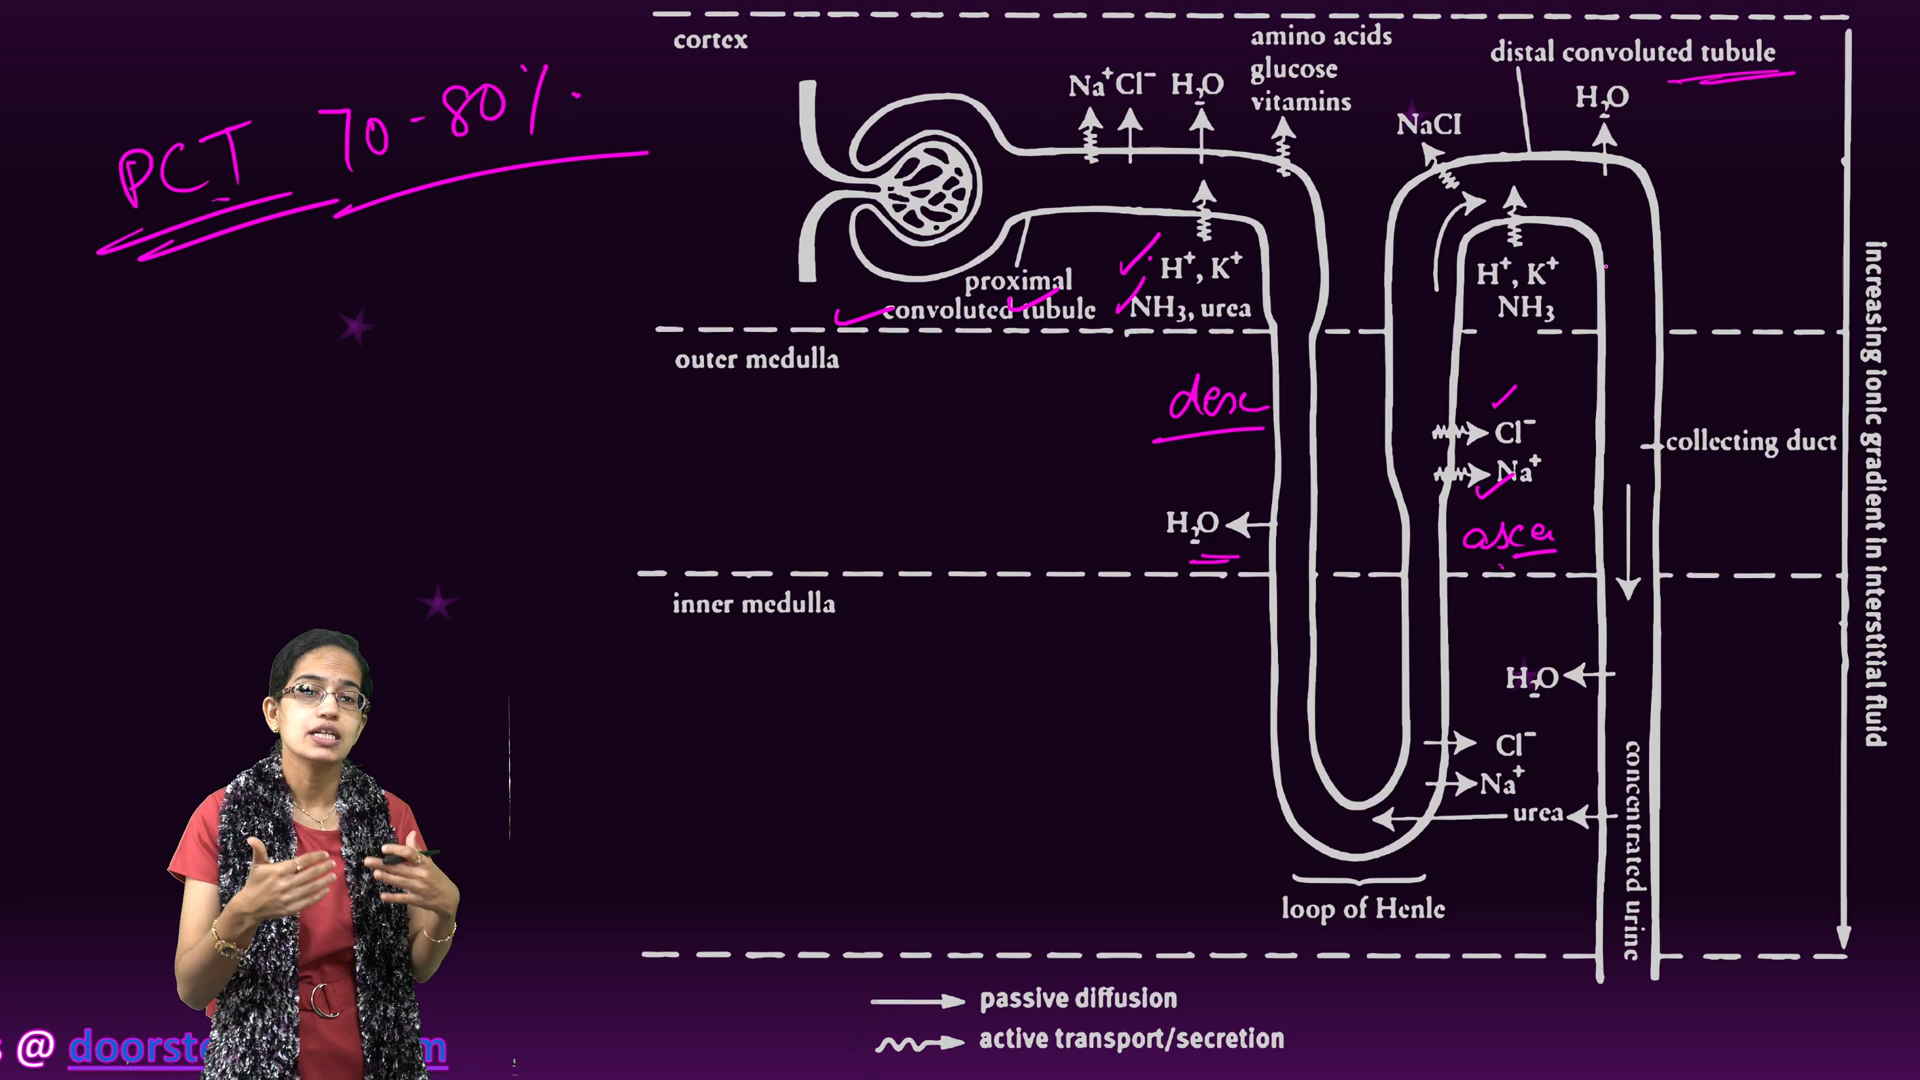 PCT 70-80%.
cortex
Na⁺ Cl⁻ H₂O
amino acids
glucose
vitamins
distal convoluted tubule
NaCl
H₂O
proximal
convoluted tubule
H⁺, K⁺
NH₃, urea
H⁺, K⁺
NH₃
outer medulla
desc
Cl⁻
Na⁺
collecting duct
H₂O
asce
inner medulla
H₂O
Cl⁻
Na⁺
urea
concentrated urine
loop of Henle
increasing ionic gradient in interstitial fluid
passive diffusion
active transport/secretion
@